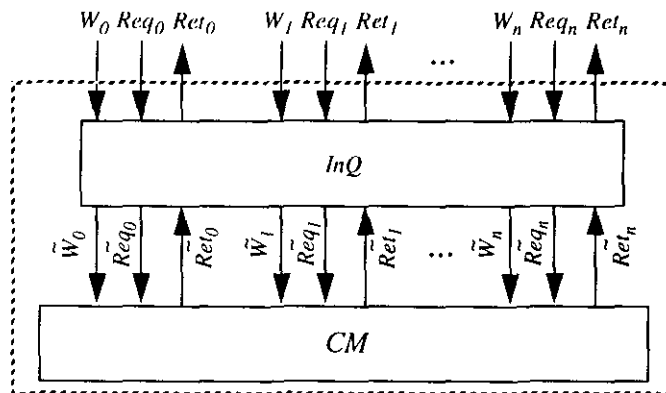 W₀ Req₀ Ret₀ W₁ Req₁ Ret₁ ... Wₙ Reqₙ Retₙ
InQ
W̃₀ R̃eq₀ R̃et₀ W̃₁ R̃eq₁ R̃et₁ ... W̃ₙ R̃eqₙ R̃etₙ
CM